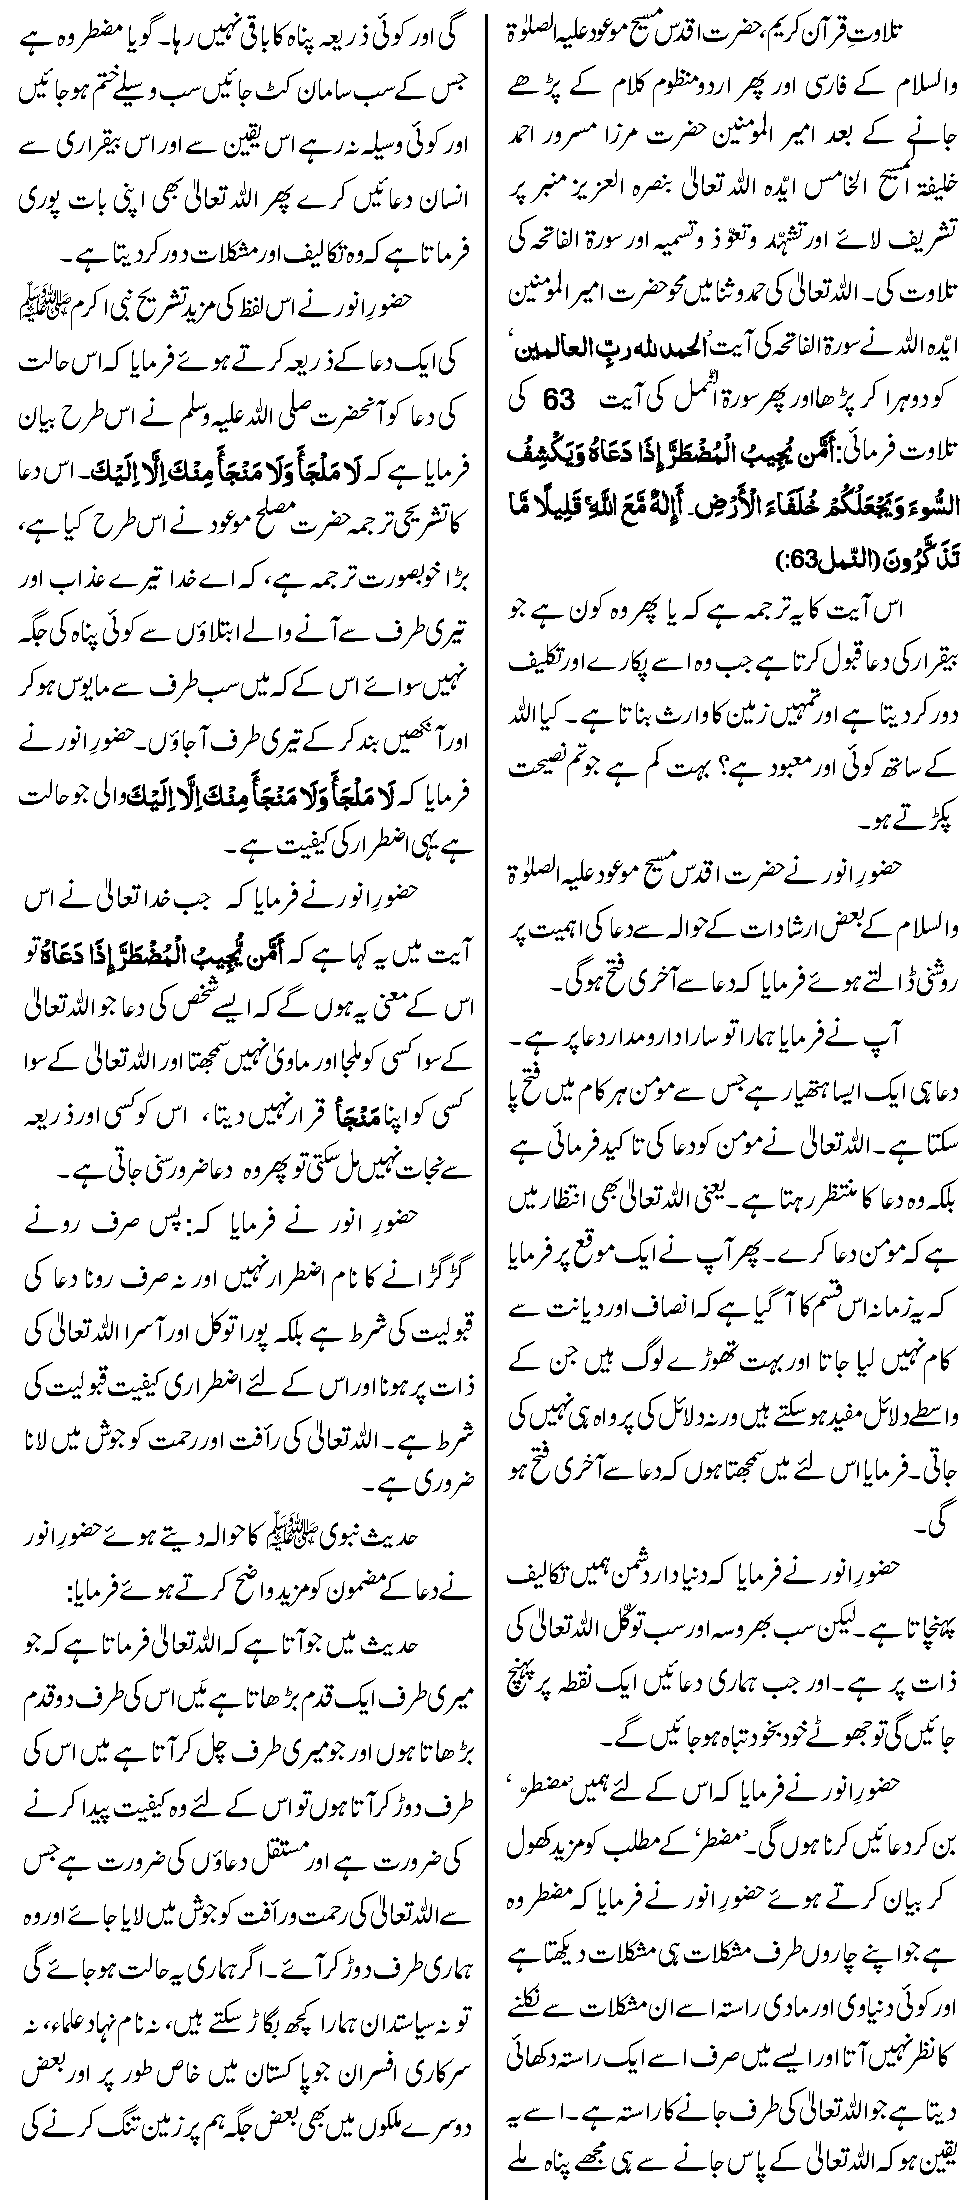 تلاوتِ قرآن کریم، حضرت اقدس مسیح موعود علیہ الصلوٰۃ
والسلام کے فارسی اور پھر اردو منظوم کلام کے پڑھے
جانے کے بعد امیر المومنین حضرت مرزا مسرور احمد
خلیفۃ المسیح الخامس ایّدہ اللہ تعالیٰ بنصرہ العزیز منبر پر
تشریف لائے اور تشہّد و تعوّذ و تسمیہ اور سورۃ الفاتحہ کی
تلاوت کی۔ اللہ تعالیٰ کی حمد و ثنا میں محو حضرت امیر المومنین
ایّدہ اللہ نے سورۃ الفاتحہ کی آیت ’الحمد للہ ربّ العالمین‘
کو دوہرا کر پڑھا اور پھر سورۃ النّمل کی آیت 63 کی
تلاوت فرمائی: أَمَّن يُّجِيبُ الْمُضْطَرَّ إِذَا دَعَاهُ وَيَكْشِفُ
السُّوءَ وَيَجْعَلُكُمْ خُلَفَاءَ الْأَرْضِ۔ أَإِلٰهٌ مَّعَ اللّٰهِ قَلِيلًا مَّا
تَذَكَّرُونَ (النّمل:63)
اس آیت کا یہ ترجمہ ہے کہ یا پھر وہ کون ہے جو
بیقرار کی دعا قبول کرتا ہے جب وہ اسے پکارے اور تکلیف
دور کر دیتا ہے اور تمہیں زمین کا وارث بناتا ہے۔ کیا اللہ
کے ساتھ کوئی اور معبود ہے؟ بہت کم ہے جو تم نصیحت
پکڑتے ہو۔
حضورِ انور نے حضرت اقدس مسیح موعود علیہ الصلوٰۃ
والسلام کے بعض ارشادات کے حوالہ سے دعا کی اہمیت پر
روشنی ڈالتے ہوئے فرمایا کہ دعا سے آخری فتح ہوگی۔
آپ نے فرمایا ہمارا تو سارا دارومدار دعا پر ہے۔
دعا ہی ایک ایسا ہتھیار ہے جس سے مومن ہر کام میں فتح پا
سکتا ہے۔ اللہ تعالیٰ نے مومن کو دعا کی تاکید فرمائی ہے
بلکہ وہ دعا کا منتظر رہتا ہے۔ یعنی اللہ تعالیٰ بھی انتظار میں
ہے کہ مومن دعا کرے۔ پھر آپ نے ایک موقع پر فرمایا
کہ یہ زمانہ اس قسم کا آ گیا ہے کہ انصاف اور دیانت سے
کام نہیں لیا جاتا اور بہت تھوڑے لوگ ہیں جن کے
واسطے دلائل مفید ہو سکتے ہیں ورنہ دلائل کی پرواہ ہی نہیں کی
جاتی۔ فرمایا اس لئے میں سمجھتا ہوں کہ دعا سے آخری فتح ہو
گی۔
حضورِ انور نے فرمایا کہ دنیا دار دشمن ہمیں تکالیف
پہنچاتا ہے۔ لیکن سب بھروسہ اور سب توکّل اللہ تعالیٰ کی
ذات پر ہے۔ اور جب ہماری دعائیں ایک نقطہ پر پہنچ
جائیں گی تو جھوٹے خود بخود تباہ ہو جائیں گے۔
حضورِ انور نے فرمایا کہ اس کے لئے ہمیں ’مضطر‘
بن کر دعائیں کرنا ہوں گی۔ ’مضطر‘ کے مطلب کو مزید کھول
کر بیان کرتے ہوئے حضورِ انور نے فرمایا کہ مضطر وہ
ہے جو اپنے چاروں طرف مشکلات ہی مشکلات دیکھتا ہے
اور کوئی دنیاوی اور مادی راستہ اسے ان مشکلات سے نکلنے
کا نظر نہیں آتا اور ایسے میں صرف اسے ایک راستہ دکھائی
دیتا ہے جو اللہ تعالیٰ کی طرف جانے کا راستہ ہے۔ اسے یہ
یقین ہو کہ اللہ تعالیٰ کے پاس جانے سے ہی مجھے پناہ ملے
گی اور کوئی ذریعہ پناہ کا باقی نہیں رہا۔ گویا مضطر وہ ہے
جس کے سب سامان کٹ جائیں سب وسیلے ختم ہو جائیں
اور کوئی وسیلہ نہ رہے اس یقین سے اور اس بیقراری سے
انسان دعائیں کرے پھر اللہ تعالیٰ بھی اپنی بات پوری
فرماتا ہے کہ وہ تکالیف اور مشکلات دور کر دیتا ہے۔
حضورِ انور نے اس لفظ کی مزید تشریح نبی اکرم ﷺ
کی ایک دعا کے ذریعہ کرتے ہوئے فرمایا کہ اس حالت
کی دعا کو آنحضرت صلی اللہ علیہ وسلم نے اس طرح بیان
فرمایا ہے کہ لَا مَلْجَأَ وَلَا مَنْجَأَ مِنْكَ اِلَّا اِلَيْكَ۔ اس دعا
کا تشریحی ترجمہ حضرت مصلح موعود نے اس طرح کیا ہے،
بڑا خوبصورت ترجمہ ہے، کہ اے خدا تیرے عذاب اور
تیری طرف سے آنے والے ابتلاؤں سے کوئی پناہ کی جگہ
نہیں سوائے اس کے کہ میں سب طرف سے مایوس ہو کر
اور آنکھیں بند کر کے تیری طرف آ جاؤں۔ حضورِ انور نے
فرمایا کہ لَا مَلْجَأَ وَلَا مَنْجَأَ مِنْكَ اِلَّا اِلَيْكَ والی جو حالت
ہے یہی اضطرار کی کیفیت ہے۔
حضورِ انور نے فرمایا کہ جب خدا تعالیٰ نے اس
آیت میں یہ کہا ہے کہ أَمَّن يُّجِيبُ الْمُضْطَرَّ إِذَا دَعَاهُ تو
اس کے معنی یہ ہوں گے کہ ایسے شخص کی دعا جو اللہ تعالیٰ
کے سوا کسی کو ملجا اور ماویٰ نہیں سمجھتا اور اللہ تعالیٰ کے سوا
کسی کو اپنا مَنْجَأ قرار نہیں دیتا، اس کو کسی اور ذریعہ
سے نجات نہیں مل سکتی تو پھر وہ دعا ضرور سنی جاتی ہے۔
حضورِ انور نے فرمایا کہ: پس صرف رونے
گڑگڑانے کا نام اضطرار نہیں اور نہ صرف رونا دعا کی
قبولیت کی شرط ہے بلکہ پورا توکل اور آسرا اللہ تعالیٰ کی
ذات پر ہونا اور اس کے لئے اضطراری کیفیت قبولیت کی
شرط ہے۔ اللہ تعالیٰ کی رأفت اور رحمت کو جوش میں لانا
ضروری ہے۔
حدیث نبوی ﷺ کا حوالہ دیتے ہوئے حضورِ انور
نے دعا کے مضمون کو مزید واضح کرتے ہوئے فرمایا:
حدیث میں جو آتا ہے کہ اللہ تعالیٰ فرماتا ہے کہ جو
میری طرف ایک قدم بڑھاتا ہے مَیں اس کی طرف دو قدم
بڑھاتا ہوں اور جو میری طرف چل کر آتا ہے میں اس کی
طرف دوڑ کر آتا ہوں تو اس کے لئے وہ کیفیت پیدا کرنے
کی ضرورت ہے اور مستقل دعاؤں کی ضرورت ہے جس
سے اللہ تعالیٰ کی رحمت و رأفت کو جوش میں لایا جائے اور وہ
ہماری طرف دوڑ کر آئے۔ اگر ہماری یہ حالت ہو جائے گی
تو نہ سیاستدان ہمارا کچھ بگاڑ سکتے ہیں، نہ نام نہاد علماء، نہ
سرکاری افسران جو پاکستان میں خاص طور پر اور بعض
دوسرے ملکوں میں بھی بعض جگہ ہم پر زمین تنگ کرنے کی